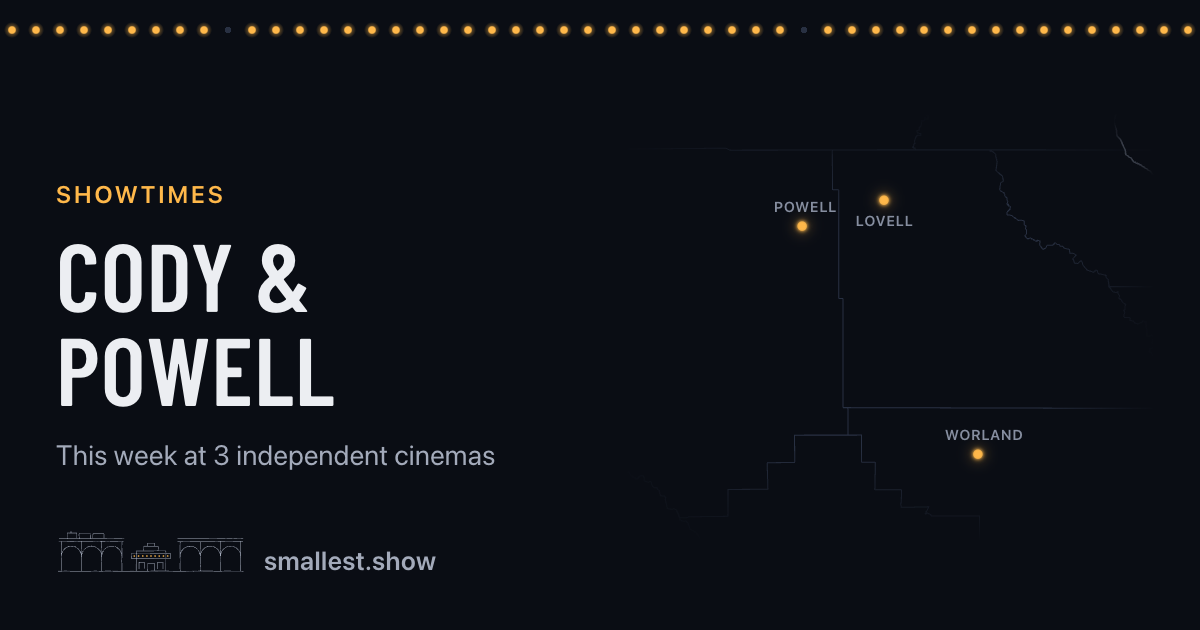 SHOWTIMES
CODY &
POWELL
This week at 3 independent cinemas
smallest.show
POWELL
LOVELL
WORLAND